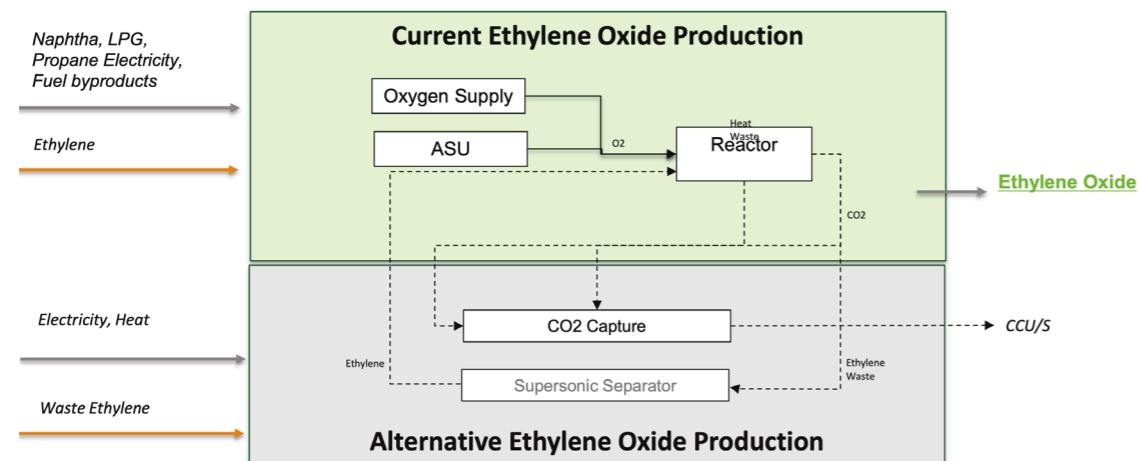 Current Ethylene Oxide Production
Naphtha, LPG,
Propane Electricity,
Fuel byproducts
Oxygen Supply
Heat
Waste
Reactor
Ethylene
ASU
O2
Ethylene Oxide
CO2
Electricity, Heat
CO2 Capture
CCU/S
Ethylene
Ethylene
Waste
Supersonic Separator
Waste Ethylene
Alternative Ethylene Oxide Production